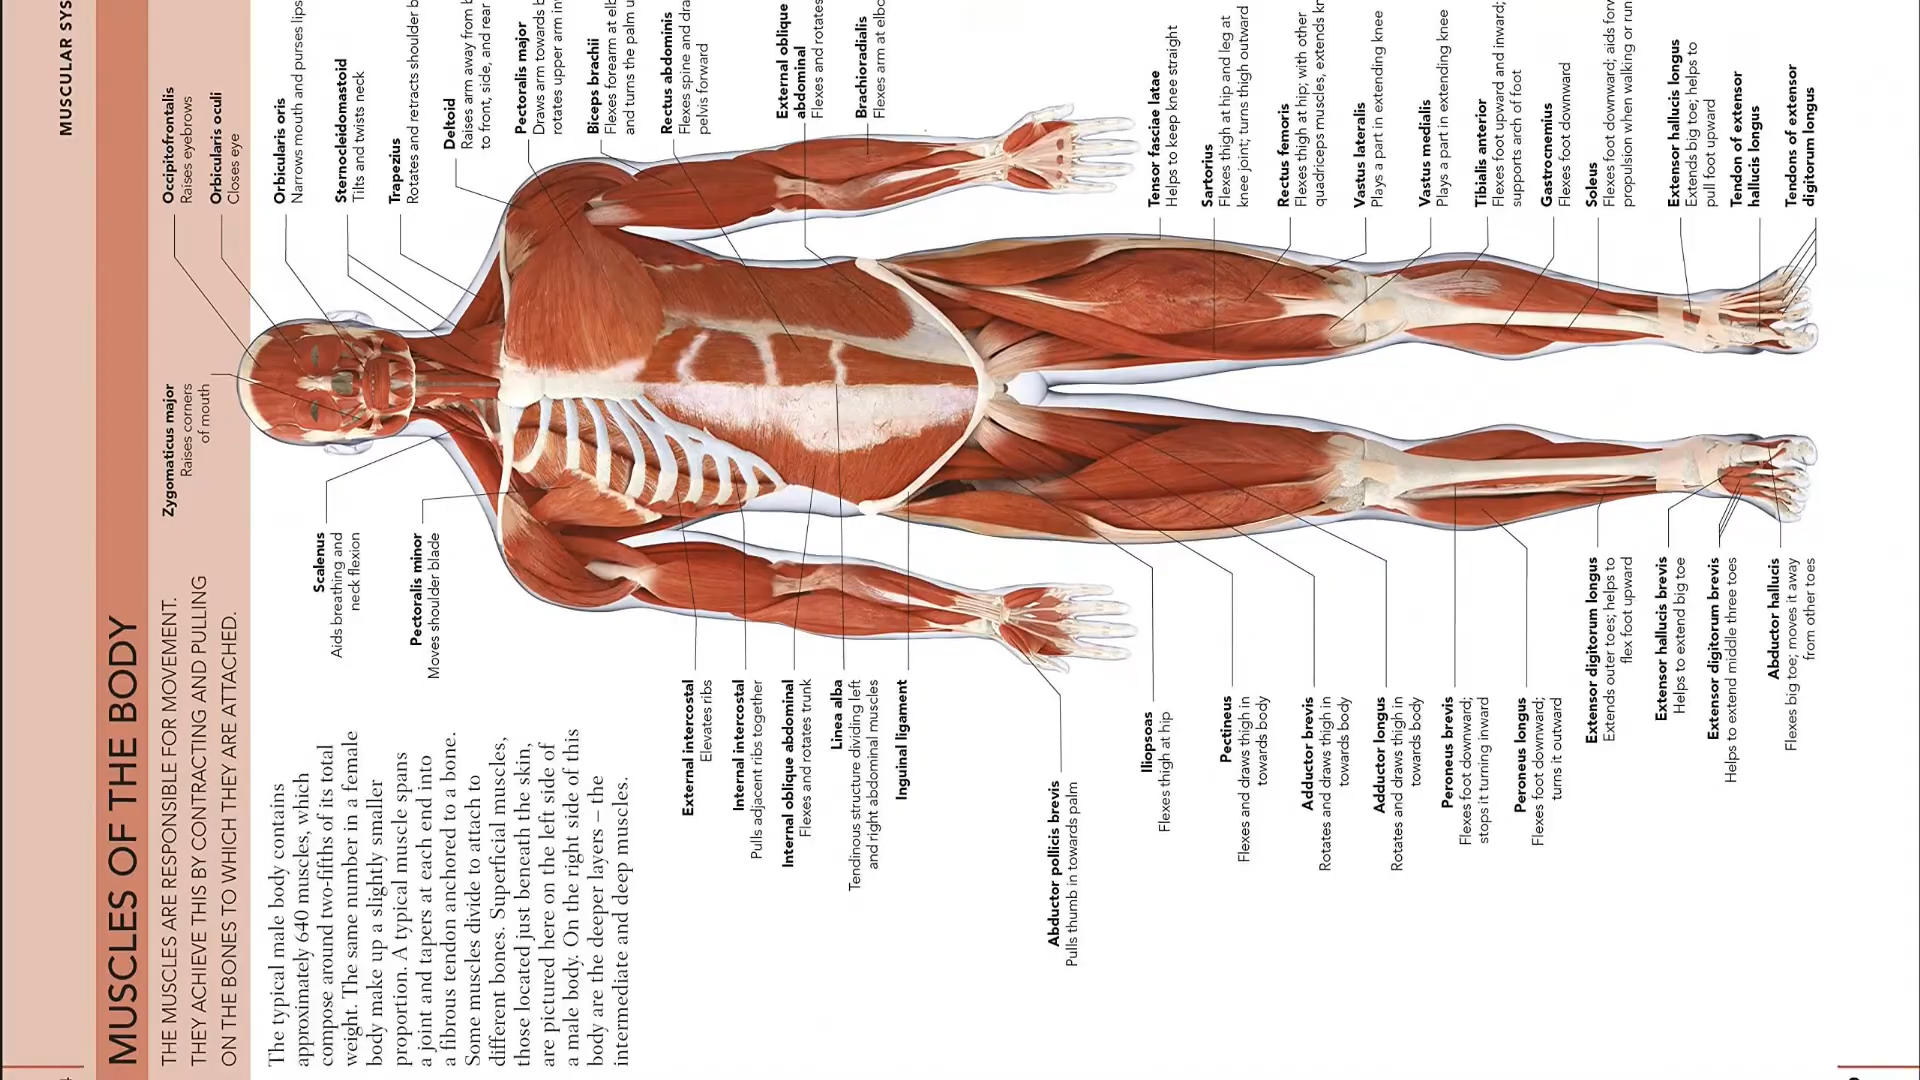 MUSCULAR SYS
MUSCLES OF THE BODY
THE MUSCLES ARE RESPONSIBLE FOR MOVEMENT.
THEY ACHIEVE THIS BY CONTRACTING AND PULLING
ON THE BONES TO WHICH THEY ARE ATTACHED.
The typical male body contains
approximately 640 muscles, which
compose around two-fifths of its total
weight. The same number in a female
body make up a slightly smaller
proportion. A typical muscle spans
a joint and tapers at each end into
a fibrous tendon anchored to a bone.
Some muscles divide to attach to
different bones. Superficial muscles,
those located just beneath the skin,
are pictured here on the left side of
a male body. On the right side of this
body are the deeper layers – the
intermediate and deep muscles.
Zygomaticus major
Raises corners
of mouth
Scalenus
Aids breathing and
neck flexion
Pectoralis minor
Moves shoulder blade
External intercostal
Elevates ribs
Internal intercostal
Pulls adjacent ribs together
Internal oblique abdominal
Flexes and rotates trunk
Linea alba
Tendinous structure dividing left
and right abdominal muscles
Inguinal ligament
Abductor pollicis brevis
Pulls thumb in towards palm
Iliopsoas
Flexes thigh at hip
Pectineus
Flexes and draws thigh in
towards body
Adductor brevis
Rotates and draws thigh in
towards body
Adductor longus
Rotates and draws thigh in
towards body
Peroneus brevis
Flexes foot downward;
stops it turning inward
Peroneus longus
Flexes foot downward;
turns it outward
Extensor digitorum longus
Extends outer toes; helps to
flex foot upward
Extensor hallucis brevis
Helps to extend big toe
Extensor digitorum brevis
Helps to extend middle three toes
Abductor hallucis
Flexes big toe; moves it away
from other toes
Occipitofrontalis
Raises eyebrows
Orbicularis oculi
Closes eye
Orbicularis oris
Narrows mouth and purses lips
Sternocleidomastoid
Tilts and twists neck
Trapezius
Rotates and retracts shoulder b
Deltoid
Raises arm away from b
to front, side, and rear
Pectoralis major
Draws arm towards b
rotates upper arm in
Biceps brachii
Flexes forearm at elb
and turns the palm u
Rectus abdominis
Flexes spine and dra
pelvis forward
External oblique
abdominal
Flexes and rotates
Brachioradialis
Flexes arm at elbo
Tensor fasciae latae
Helps to keep knee straight
Sartorius
Flexes thigh at hip and leg at
knee joint; turns thigh outward
Rectus femoris
Flexes thigh at hip; with other
quadriceps muscles, extends kn
Vastus lateralis
Plays a part in extending knee
Vastus medialis
Plays a part in extending knee
Tibialis anterior
Flexes foot upward and inward;
supports arch of foot
Gastrocnemius
Flexes foot downward
Soleus
Flexes foot downward; aids forv
propulsion when walking or run
Extensor hallucis longus
Extends big toe; helps to
pull foot upward
Tendon of extensor
hallucis longus
Tendons of extensor
digitorum longus